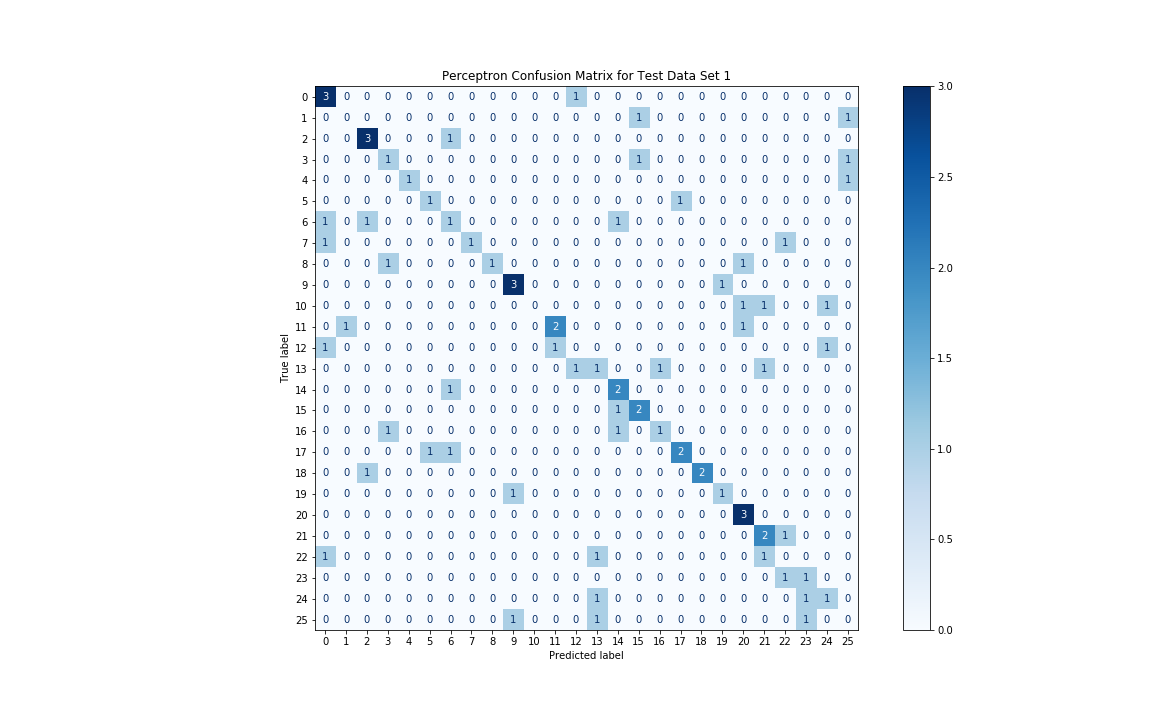 Perceptron Confusion Matrix for Test Data Set 1
True label
0 3 0 0 0 0 0 0 0 0 0 0 0 1 0 0 0 0 0 0 0 0 0 0 0 0 0
1 0 0 0 0 0 0 0 0 0 0 0 0 0 0 0 1 0 0 0 0 0 0 0 0 0 1
2 0 0 3 0 0 0 1 0 0 0 0 0 0 0 0 0 0 0 0 0 0 0 0 0 0 0
3 0 0 0 1 0 0 0 0 0 0 0 0 0 0 0 1 0 0 0 0 0 0 0 0 0 1
4 0 0 0 0 1 0 0 0 0 0 0 0 0 0 0 0 0 0 0 0 0 0 0 0 0 1
5 0 0 0 0 0 1 0 0 0 0 0 0 0 0 0 0 0 1 0 0 0 0 0 0 0 0
6 1 0 1 0 0 0 1 0 0 0 0 0 0 0 1 0 0 0 0 0 0 0 0 0 0 0
7 1 0 0 0 0 0 0 1 0 0 0 0 0 0 0 0 0 0 0 0 0 0 1 0 0 0
8 0 0 0 1 0 0 0 0 1 0 0 0 0 0 0 0 0 0 0 0 1 0 0 0 0 0
9 0 0 0 0 0 0 0 0 0 3 0 0 0 0 0 0 0 0 0 1 0 0 0 0 0 0
10 0 0 0 0 0 0 0 0 0 0 0 0 0 0 0 0 0 0 0 0 1 1 0 0 1 0
11 0 1 0 0 0 0 0 0 0 0 0 2 0 0 0 0 0 0 0 0 1 0 0 0 0 0
12 1 0 0 0 0 0 0 0 0 0 0 1 0 0 0 0 0 0 0 0 0 0 0 0 1 0
13 0 0 0 0 0 0 0 0 0 0 0 0 1 1 0 0 1 0 0 0 0 1 0 0 0 0
14 0 0 0 0 0 0 1 0 0 0 0 0 0 0 2 0 0 0 0 0 0 0 0 0 0 0
15 0 0 0 0 0 0 0 0 0 0 0 0 0 0 1 2 0 0 0 0 0 0 0 0 0 0
16 0 0 0 1 0 0 0 0 0 0 0 0 0 0 1 0 1 0 0 0 0 0 0 0 0 0
17 0 0 0 0 0 1 1 0 0 0 0 0 0 0 0 0 0 2 0 0 0 0 0 0 0 0
18 0 0 1 0 0 0 0 0 0 0 0 0 0 0 0 0 0 0 2 0 0 0 0 0 0 0
19 0 0 0 0 0 0 0 0 0 1 0 0 0 0 0 0 0 0 0 1 0 0 0 0 0 0
20 0 0 0 0 0 0 0 0 0 0 0 0 0 0 0 0 0 0 0 0 3 0 0 0 0 0
21 0 0 0 0 0 0 0 0 0 0 0 0 0 0 0 0 0 0 0 0 0 2 1 0 0 0
22 1 0 0 0 0 0 0 0 0 0 0 0 0 1 0 0 0 0 0 0 0 1 0 0 0 0
23 0 0 0 0 0 0 0 0 0 0 0 0 0 0 0 0 0 0 0 0 0 0 1 1 0 0
24 0 0 0 0 0 0 0 0 0 0 0 0 0 1 0 0 0 0 0 0 0 0 0 1 1 0
25 0 0 0 0 0 0 0 0 0 1 0 0 0 1 0 0 0 0 0 0 0 0 0 1 0 0
0 1 2 3 4 5 6 7 8 9 10 11 12 13 14 15 16 17 18 19 20 21 22 23 24 25
Predicted label
3.0
2.5
2.0
1.5
1.0
0.5
0.0